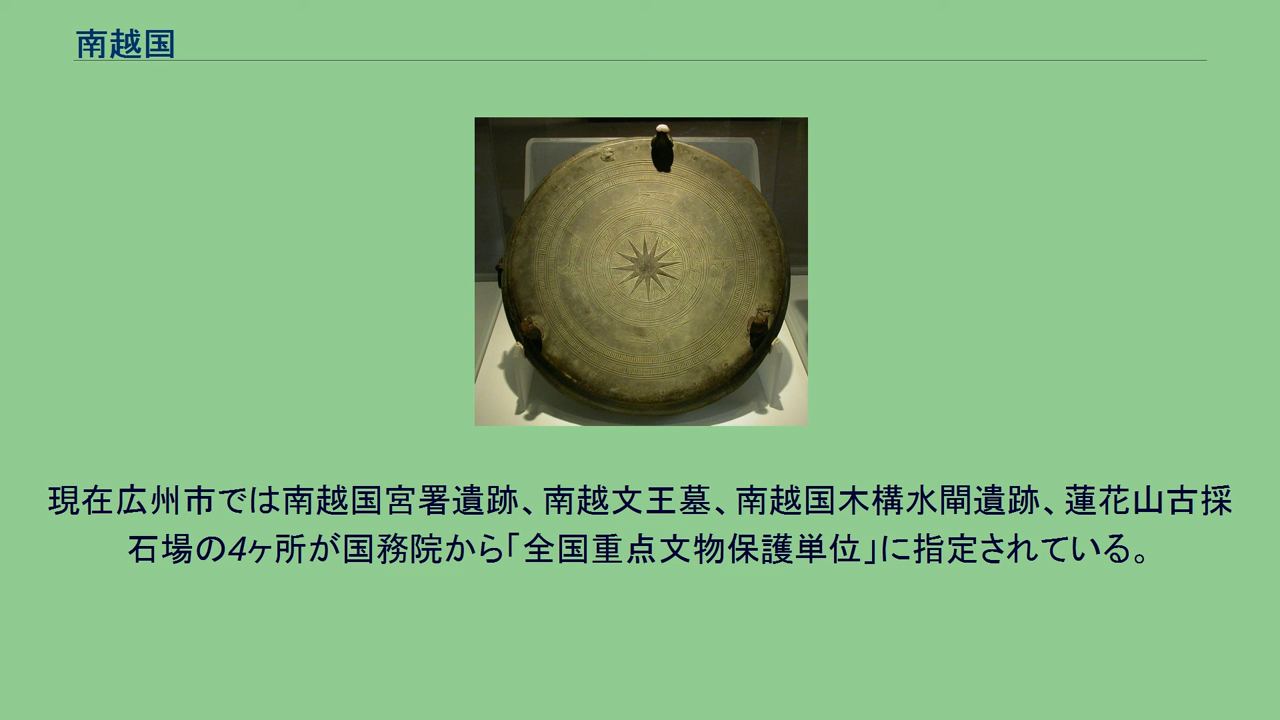 南越国
現在広州市では南越国宮署遺跡、南越文王墓、南越国木構水閘遺跡、蓮花山古採
石場の4ヶ所が国務院から｢全国重点文物保護単位｣に指定されている。